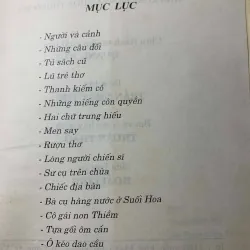 MỤC LỤC
- Người và cảnh
- Những câu đối
- Tủ sách cũ
- Lũ trẻ thơ
- Thanh kiếm cổ
- Những miếng côn quyền
- Hai chữ trung hiếu
- Men say
- Rượu thơ
- Lòng người chiến sĩ
- Sư cụ trên chùa
- Chiếc địa bàn
- Bà cụ hàng nước ở Suối Hoa
- Cô gái non Thiêm
- Tựa gối ôm cần
- Ô kéo dao cầu